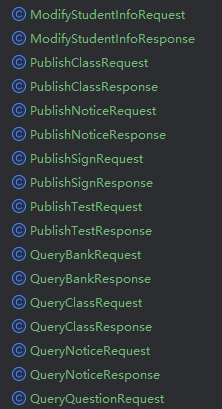 ModifyStudentInfoRequest
ModifyStudentInfoResponse
PublishClassRequest
PublishClassResponse
PublishNoticeRequest
PublishNoticeResponse
PublishSignRequest
PublishSignResponse
PublishTestRequest
PublishTestResponse
QueryBankRequest
QueryBankResponse
QueryClassRequest
QueryClassResponse
QueryNoticeRequest
QueryNoticeResponse
QueryQuestionRequest